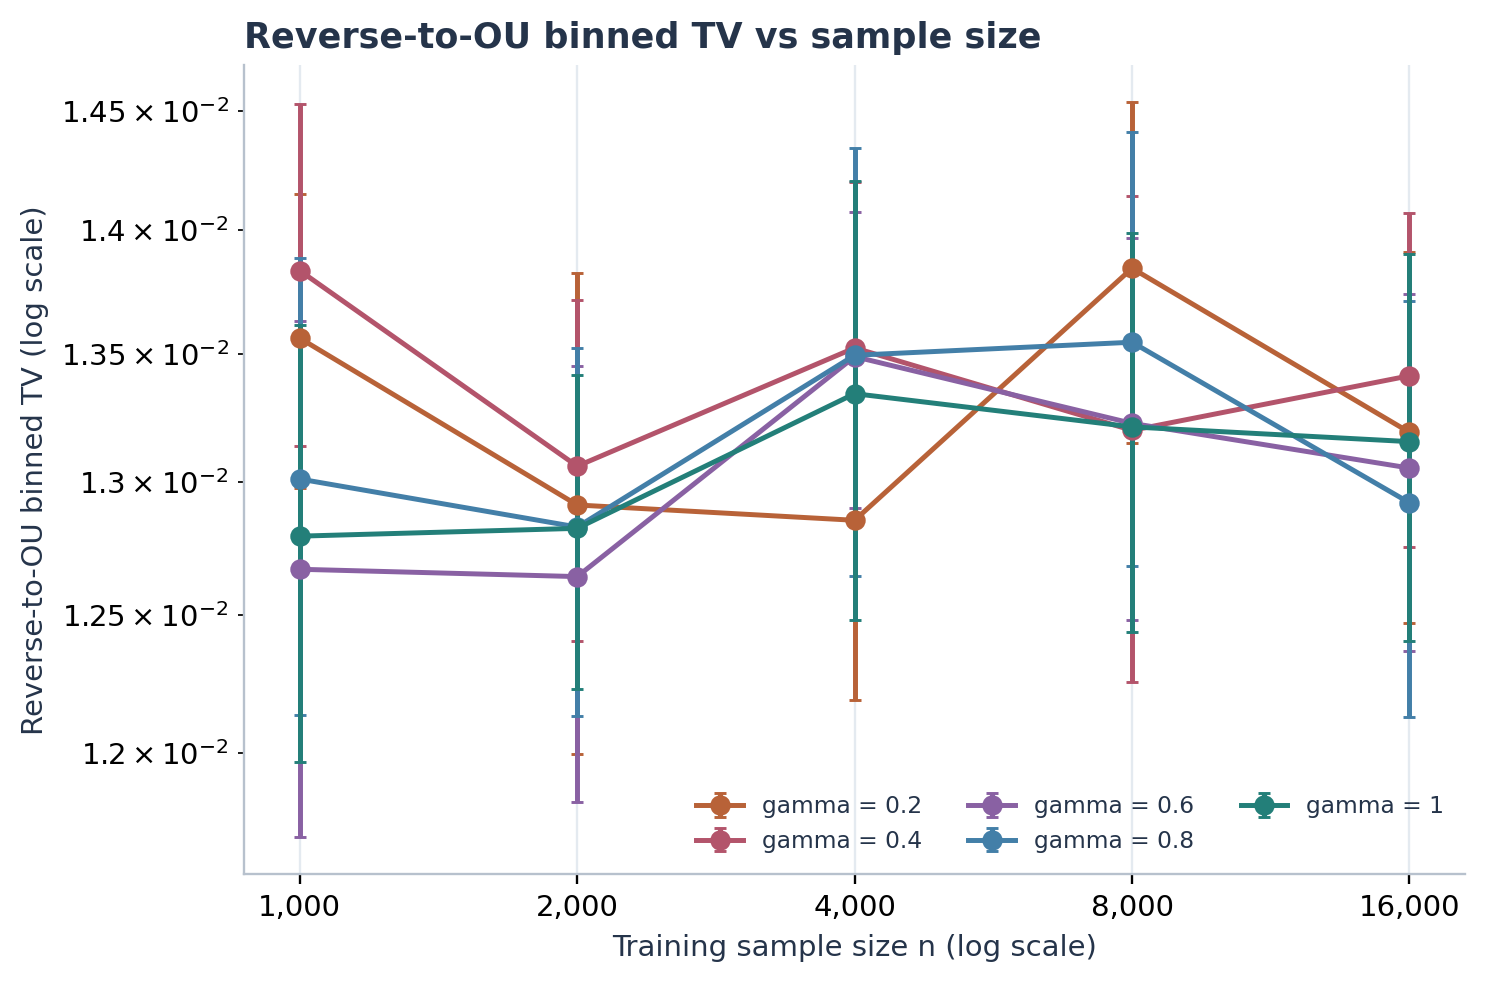 Reverse-to-OU binned TV vs sample size
Reverse-to-OU binned TV (log scale)
1.45 × 10⁻²
1.4 × 10⁻²
1.35 × 10⁻²
1.3 × 10⁻²
1.25 × 10⁻²
1.2 × 10⁻²
gamma = 0.2
gamma = 0.6
gamma = 1
gamma = 0.4
gamma = 0.8
1,000
2,000
4,000
8,000
16,000
Training sample size n (log scale)